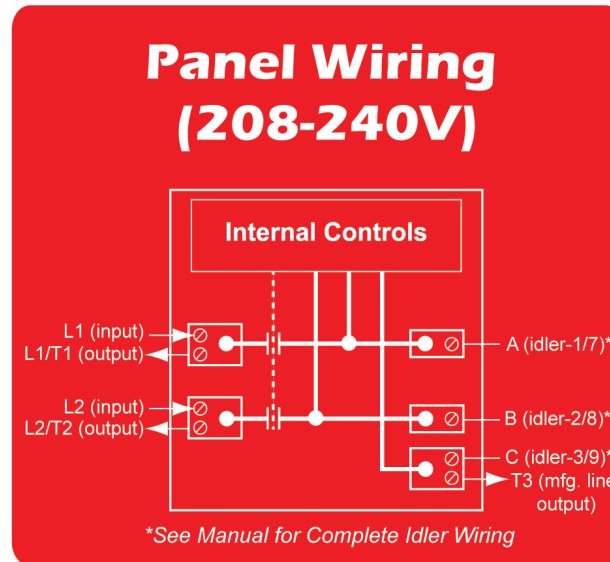 Panel Wiring
(208-240V)
Internal Controls
L1 (input)
L1/T1 (output)
A (idler-1/7)*
L2 (input)
L2/T2 (output)
B (idler-2/8)*
C (idler-3/9)*
T3 (mfg. line
output)
*See Manual for Complete Idler Wiring